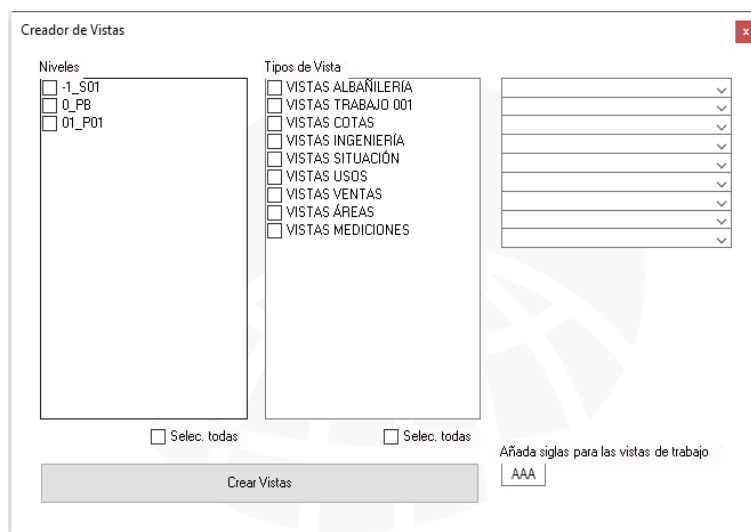 Creador de Vistas
x
Niveles
-1_S01
0_PB
01_P01
Selec. todas
Tipos de Vista
VISTAS ALBAÑILERÍA
VISTAS TRABAJO 001
VISTAS COTAS
VISTAS INGENIERÍA
VISTAS SITUACIÓN
VISTAS USOS
VISTAS VENTAS
VISTAS ÁREAS
VISTAS MEDICIONES
Selec. todas
Crear Vistas
Añada siglas para las vistas de trabajo
AAA